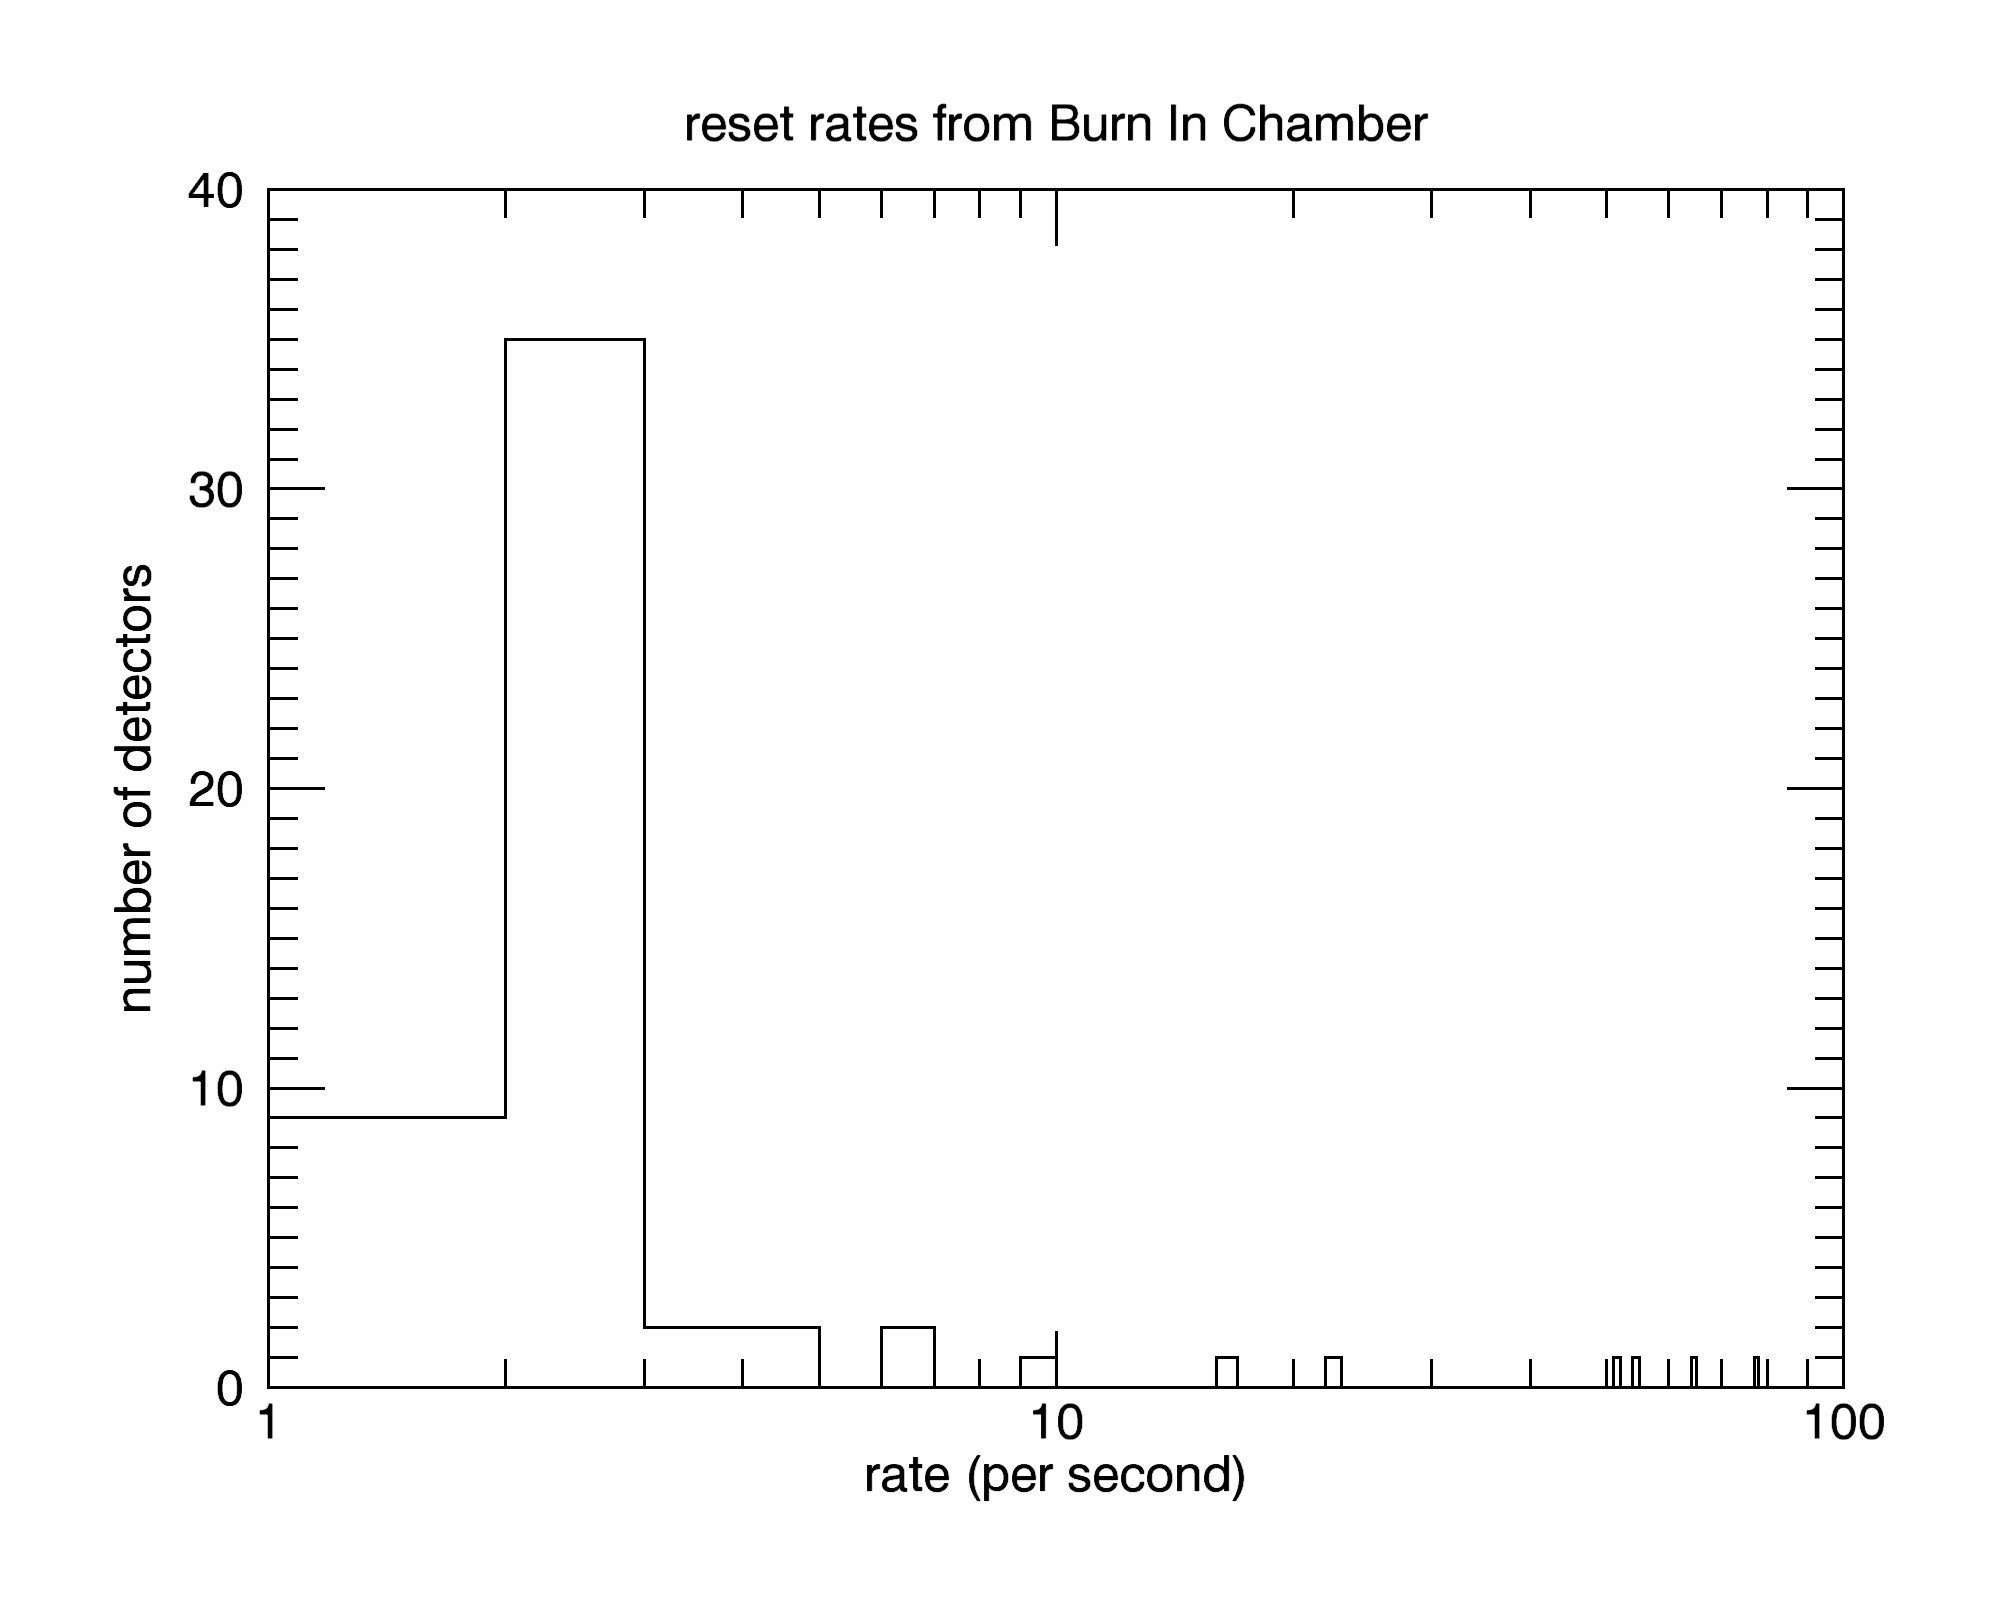 reset rates from Burn In Chamber
40
30
20
10
0
number of detectors
1 10 100
rate (per second)